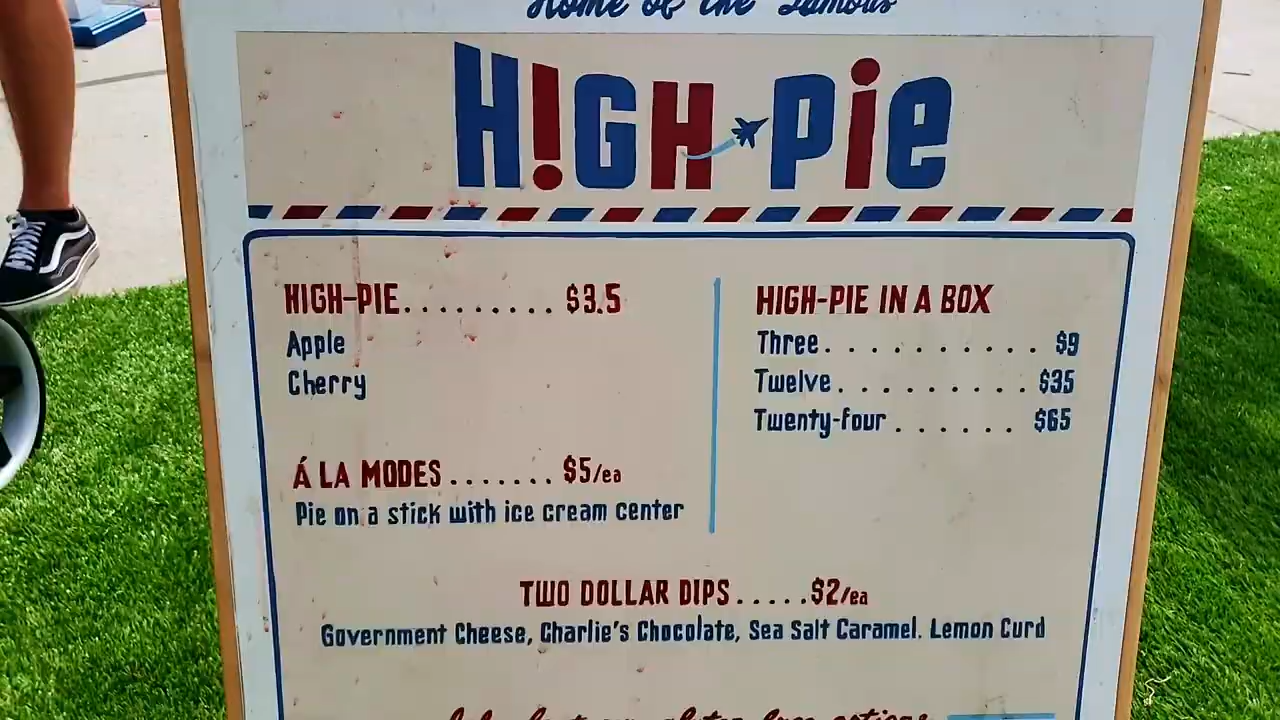 Home of the Famous
H!GH Pie
HIGH-PIE......... $3.5
Apple
Cherry
Á LA MODES ....... $5/ea
Pie on a stick with ice cream center
HIGH-PIE IN A BOX
Three. . . . . . . . . . . $9
Twelve. . . . . . . . . . $35
Twenty-four . . . . . . $65
TWO DOLLAR DIPS.....$2/ea
Government Cheese, Charlie's Chocolate, Sea Salt Caramel. Lemon Curd